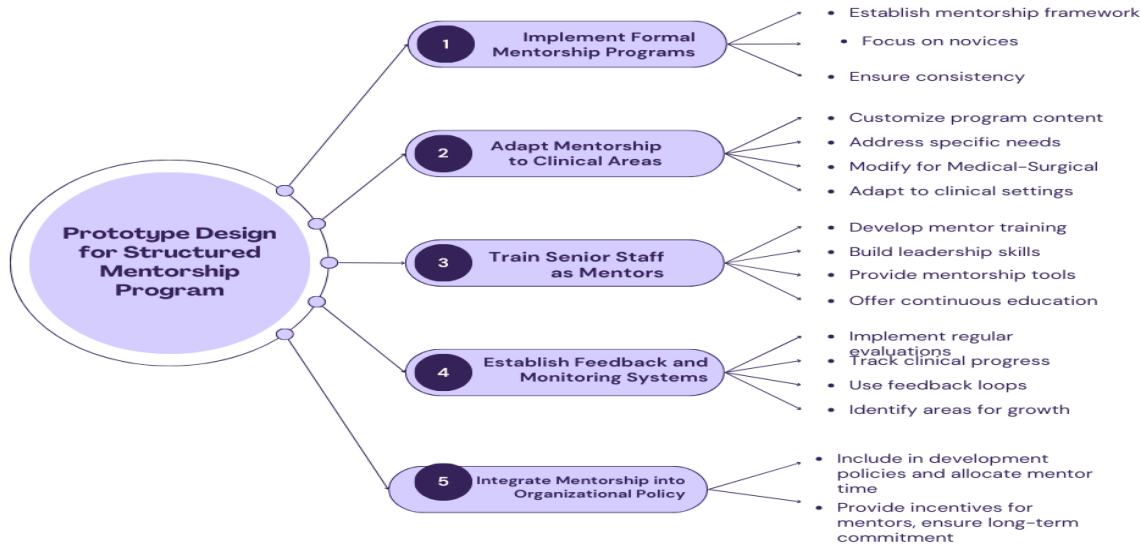 Prototype Design
for Structured
Mentorship
Program
1
Implement Formal
Mentorship Programs
• Establish mentorship framework
• Focus on novices
• Ensure consistency
2
Adapt Mentorship
to Clinical Areas
• Customize program content
• Address specific needs
• Modify for Medical-Surgical
• Adapt to clinical settings
3
Train Senior Staff
as Mentors
• Develop mentor training
• Build leadership skills
• Provide mentorship tools
• Offer continuous education
4
Establish Feedback and
Monitoring Systems
• Implement regular
evaluations
• Track clinical progress
• Use feedback loops
• Identify areas for growth
5
Integrate Mentorship into
Organizational Policy
• Include in development
policies and allocate mentor
time
• Provide incentives for
mentors, ensure long-term
commitment